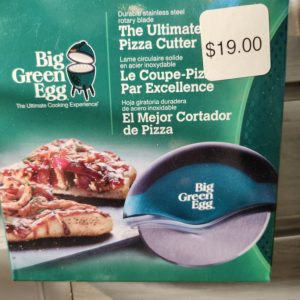 Durable stainless steel
rotary blade
The Ultimate
Pizza Cutter
$19.00
Lame circulaire solide
en acier inoxydable
Le Coupe-Piz
Par Excellence
Hoja giratoria duradera
de acero inoxidable
El Mejor Cortador
de Pizza
Big
Green
Egg
The Ultimate Cooking Experience
Big
Green
Egg